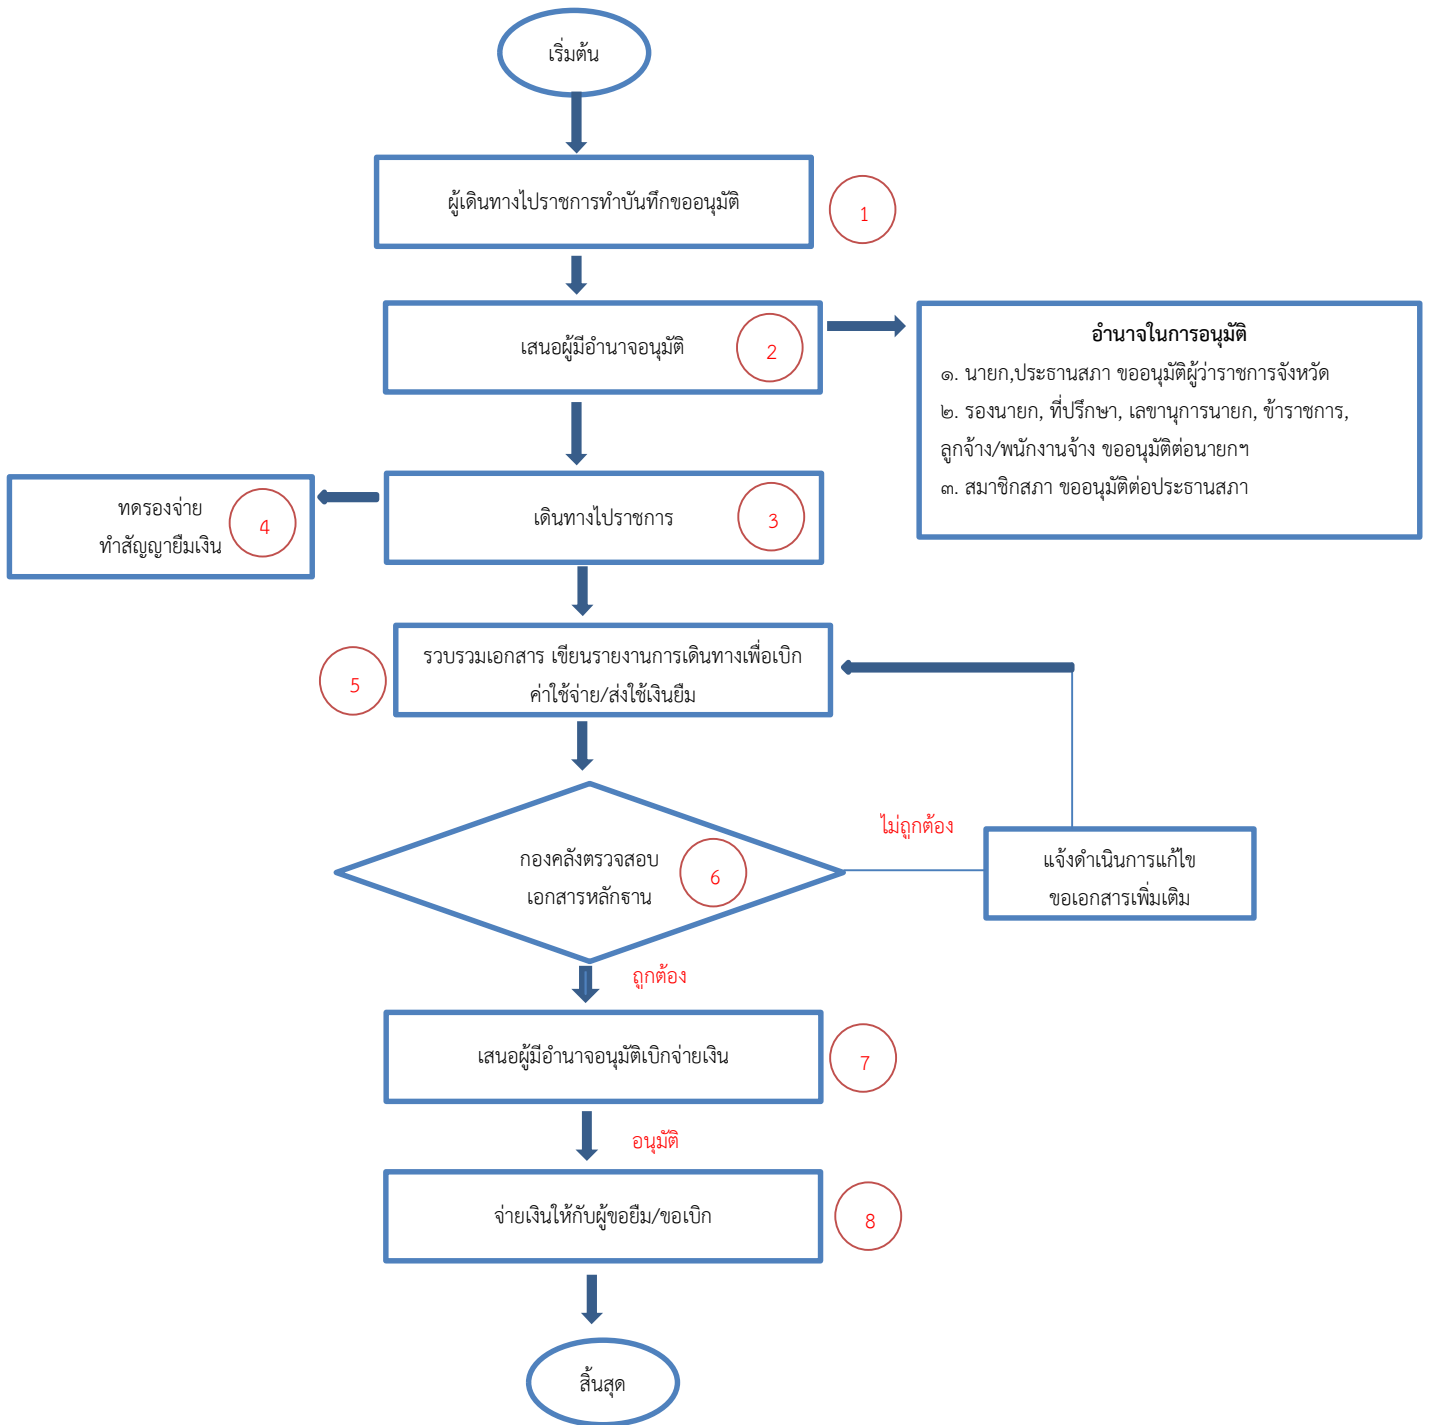 เริ่มต้น
ผู้เดินทางไปราชการทำบันทึกขออนุมัติ
1
เสนอผู้มีอำนาจอนุมัติ
2
อำนาจในการอนุมัติ
๑. นายก,ประธานสภา ขออนุมัติผู้ว่าราชการจังหวัด
๒. รองนายก, ที่ปรึกษา, เลขานุการนายก, ข้าราชการ,
ลูกจ้าง/พนักงานจ้าง ขออนุมัติต่อนายกฯ
๓. สมาชิกสภา ขออนุมัติต่อประธานสภา
เดินทางไปราชการ
3
ทดรองจ่าย
ทำสัญญายืมเงิน
4
รวบรวมเอกสาร เขียนรายงานการเดินทางเพื่อเบิก
ค่าใช้จ่าย/ส่งใช้เงินยืม
5
กองคลังตรวจสอบ
เอกสารหลักฐาน
6
ไม่ถูกต้อง
แจ้งดำเนินการแก้ไข
ขอเอกสารเพิ่มเติม
ถูกต้อง
เสนอผู้มีอำนาจอนุมัติเบิกจ่ายเงิน
7
อนุมัติ
จ่ายเงินให้กับผู้ขอยืม/ขอเบิก
8
สิ้นสุด